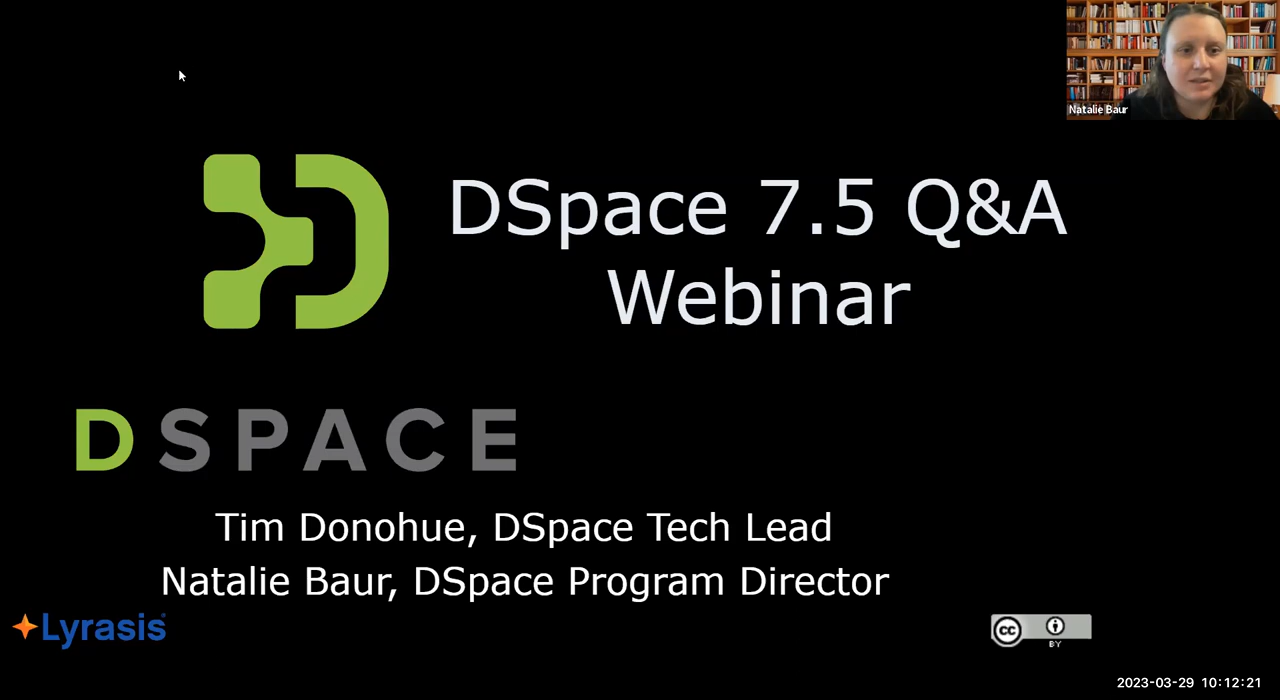 Natalie Baur
DSpace 7.5 Q&A
Webinar
DSPACE
Tim Donohue, DSpace Tech Lead
Natalie Baur, DSpace Program Director
Lyrasis
cc
BY
2023-03-29 10:12:21